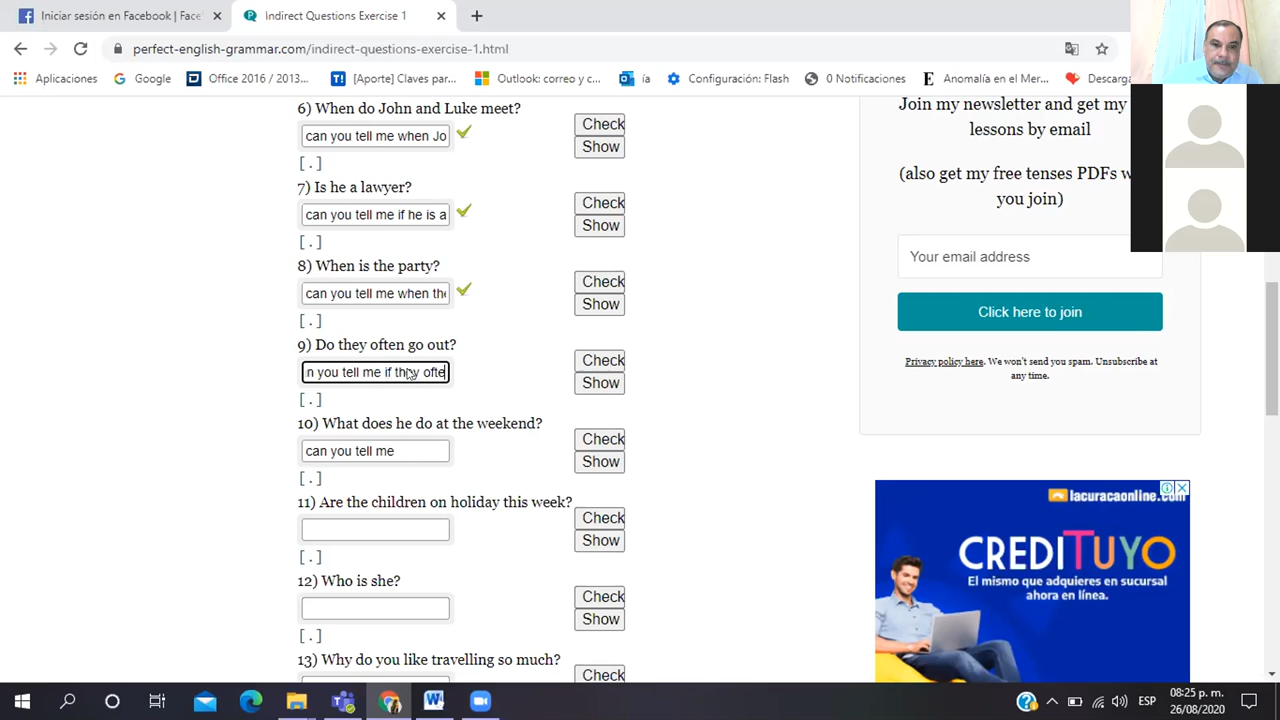 Iniciar sesión en Facebook | Face
Indirect Questions Exercise 1
perfect-english-grammar.com/indirect-questions-exercise-1.html
Aplicaciones
Google
Office 2016 / 2013...
[Aporte] Claves par...
Outlook: correo y c...
ía
Configuración: Flash
0 Notificaciones
Anomalía en el Mer...
Descarga
6) When do John and Luke meet?
can you tell me when Jo
Check
Show
[ . ]
7) Is he a lawyer?
can you tell me if he is a
Check
Show
[ . ]
8) When is the party?
can you tell me when the
Check
Show
[ . ]
9) Do they often go out?
n you tell me if they ofte
Check
Show
[ . ]
10) What does he do at the weekend?
can you tell me
Check
Show
[ . ]
11) Are the children on holiday this week?
Check
Show
[ . ]
12) Who is she?
Check
Show
[ . ]
13) Why do you like travelling so much?
Check
Join my newsletter and get my
lessons by email
(also get my free tenses PDFs w
you join)
Your email address
Click here to join
Privacy policy here. We won't send you spam. Unsubscribe at
any time.
lacuracaonline.com
CREDITUYO
El mismo que adquieres en sucursal
ahora en línea.
ESP
08:25 p. m.
26/08/2020